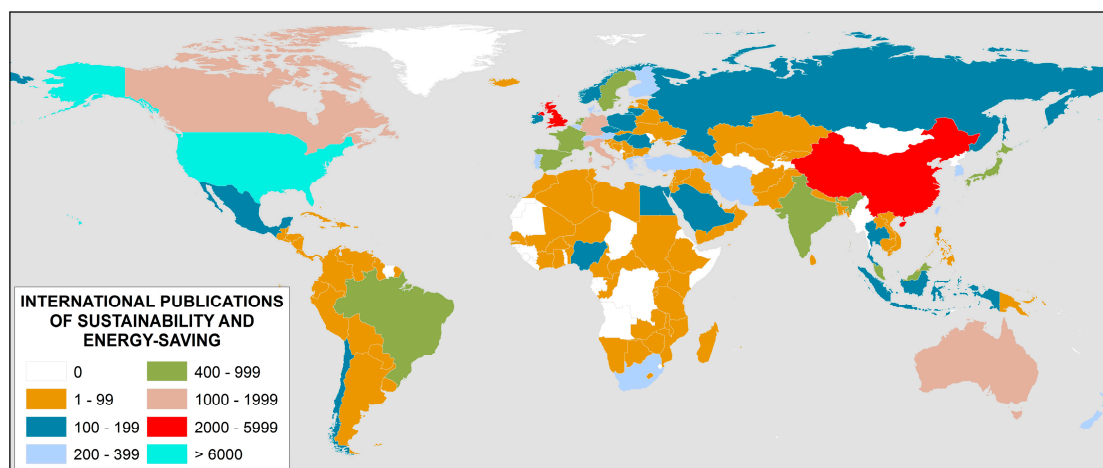 INTERNATIONAL PUBLICATIONS
OF SUSTAINABILITY AND
ENERGY-SAVING
0
400 - 999
1 - 99
1000 - 1999
100 - 199
2000 - 5999
200 - 399
> 6000